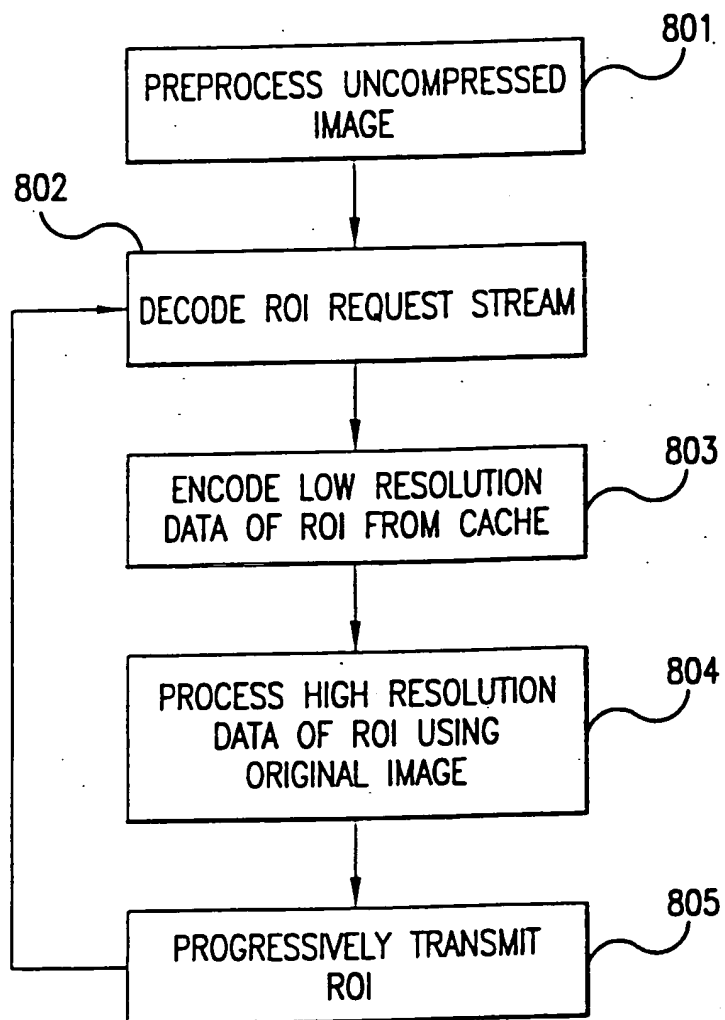 801
PREPROCESS UNCOMPRESSED
IMAGE
802
DECODE ROI REQUEST STREAM
803
ENCODE LOW RESOLUTION
DATA OF ROI FROM CACHE
804
PROCESS HIGH RESOLUTION
DATA OF ROI USING
ORIGINAL IMAGE
805
PROGRESSIVELY TRANSMIT
ROI